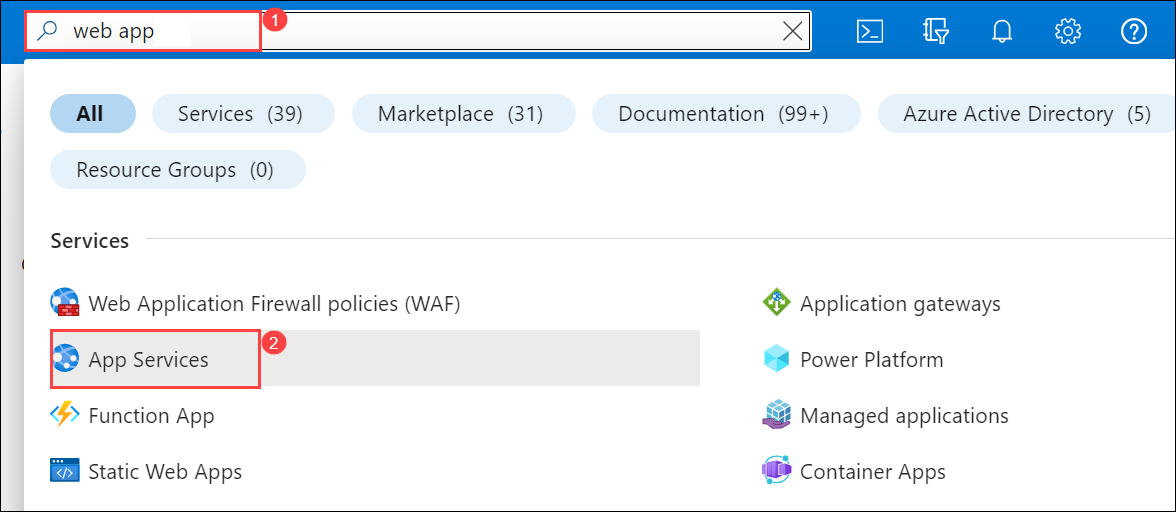 web app 1
All Services (39) Marketplace (31) Documentation (99+) Azure Active Directory (5)
Resource Groups (0)
Services
Web Application Firewall policies (WAF) Application gateways
App Services 2 Power Platform
Function App Managed applications
Static Web Apps Container Apps